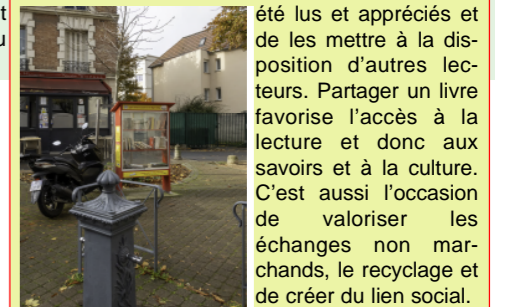 t
u
été lus et appréciés et
de les mettre à la dis-
position d'autres lec-
teurs. Partager un livre
favorise l'accès à la
lecture et donc aux
savoirs et à la culture.
C'est aussi l'occasion
de valoriser les
échanges non mar-
chands, le recyclage et
de créer du lien social.